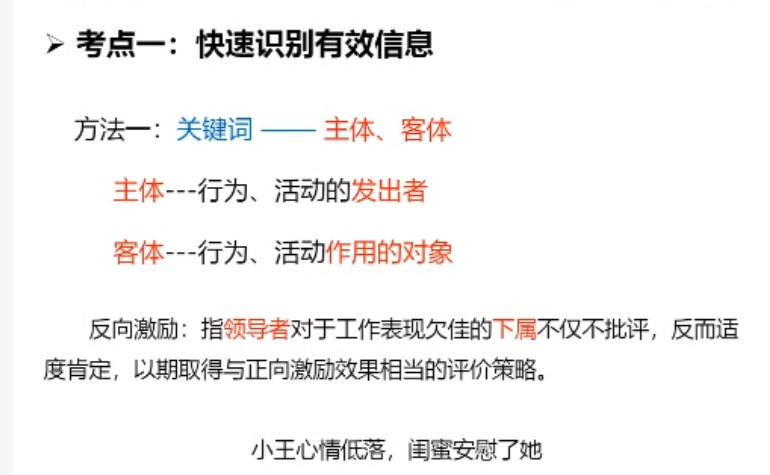 ➢ 考点一：快速识别有效信息
方法一：关键词 —— 主体、客体
主体---行为、活动的发出者
客体---行为、活动作用的对象
反向激励：指领导者对于工作表现欠佳的下属不仅不批评，反而适
度肯定，以期取得与正向激励效果相当的评价策略。
小王心情低落，闺蜜安慰了她